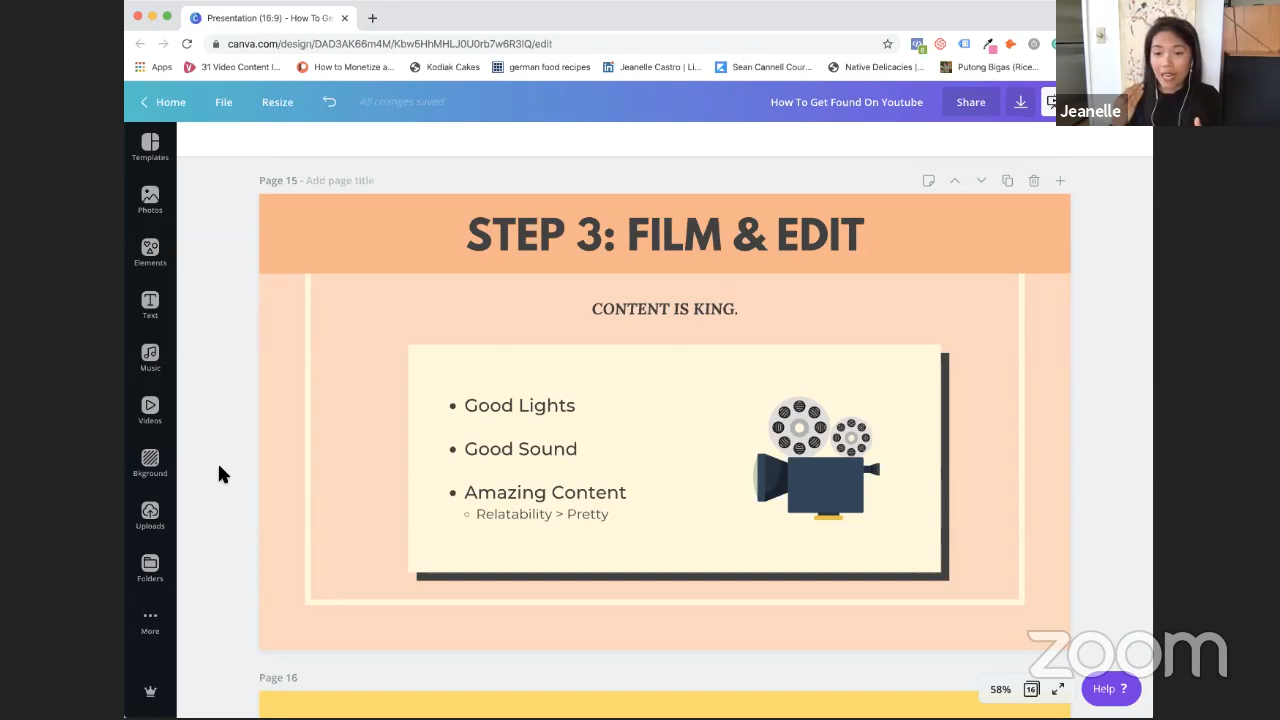 Presentation (16:9) - How To Ge
canva.com/design/DAD3AK66m4M/Kbw5HhMHLJ0U0rb7w6R3IQ/edit
Apps
31 Video Content I...
How to Monetize a...
Kodiak Cakes
german food recipes
Jeanelle Castro | Li...
Sean Cannell Cour...
Native Delicacies |...
Putong Bigas (Rice...
Jeanelle
Home
File
Resize
All changes saved
How To Get Found On Youtube
Share
Templates
Photos
Elements
Text
Music
Videos
Bkground
Uploads
Folders
More
Page 15 - Add page title
STEP 3: FILM & EDIT
CONTENT IS KING.
• Good Lights
• Good Sound
• Amazing Content
◦ Relatability > Pretty
zoom
Page 16
58%
16
Help ?